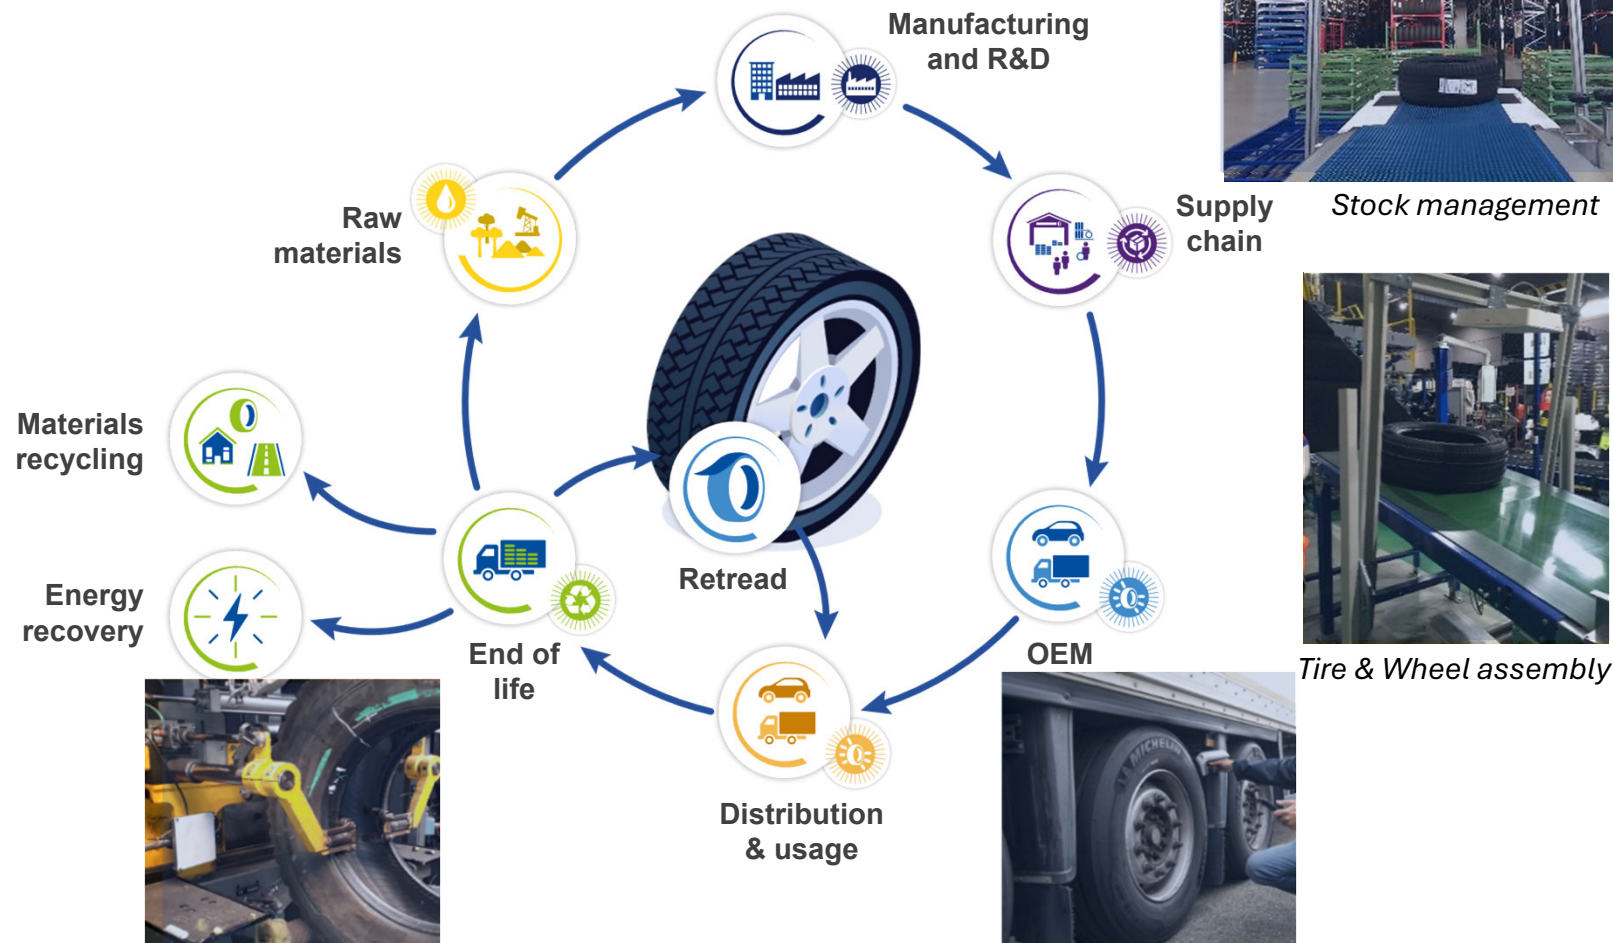 Manufacturing
and R&D
Supply
chain
Stock management
Raw
materials
Materials
recycling
Energy
recovery
Retread
End of
life
OEM
Tire & Wheel assembly
Distribution
& usage
MICHELIN